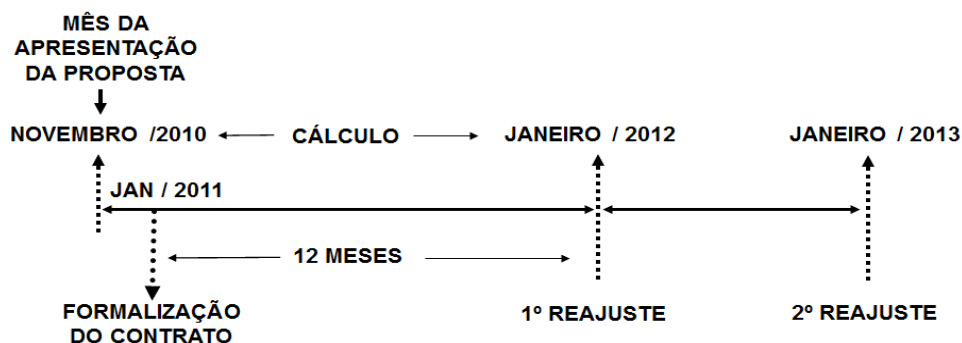 MÊS DA
APRESENTAÇÃO
DA PROPOSTA
NOVEMBRO /2010
CÁLCULO
JANEIRO / 2012
JANEIRO / 2013
JAN / 2011
12 MESES
FORMALIZAÇÃO
DO CONTRATO
1º REAJUSTE
2º REAJUSTE